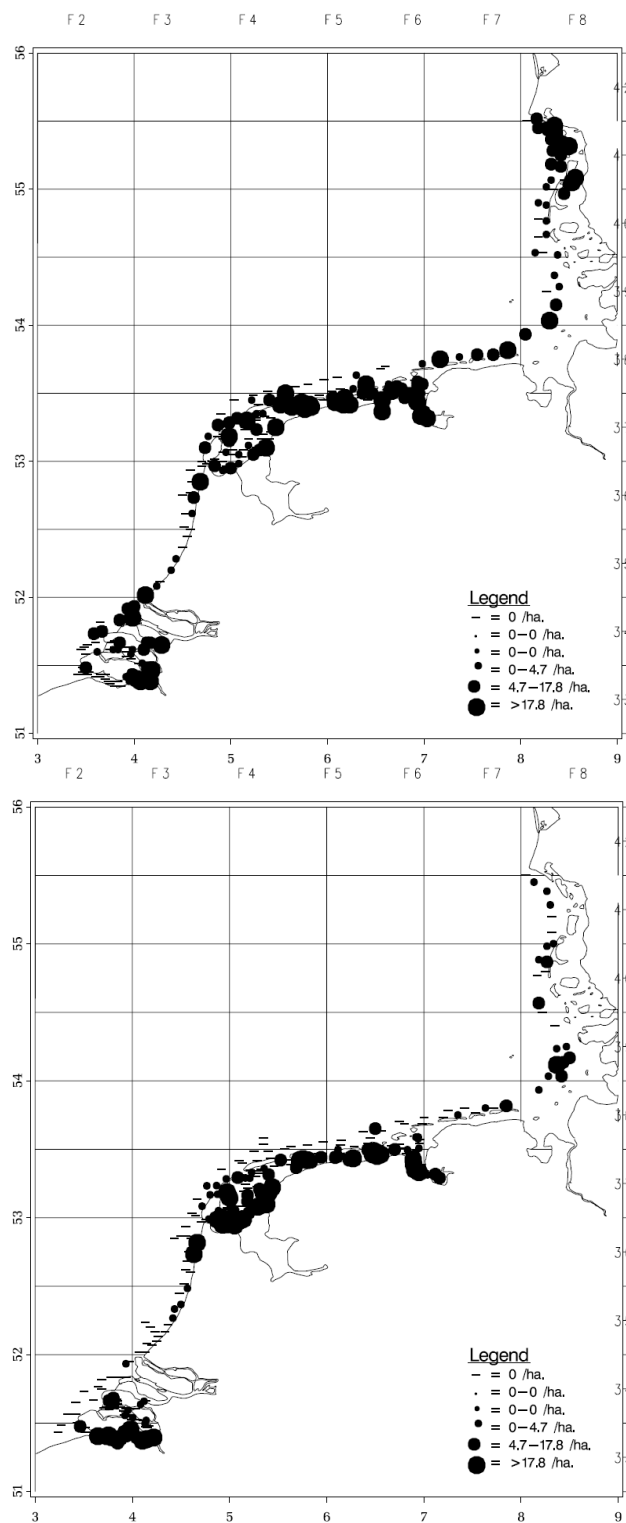 F 2 F 3 F 4 F 5 F 6 F 7 F 8
56
55
54
53
52
Legend
= 0 /ha.
= 0–0 /ha.
= 0–0 /ha.
= 0–4.7 /ha.
= 4.7–17.8 /ha.
= >17.8 /ha.
51
3 4 5 6 7 8 9
F 2 F 3 F 4 F 5 F 6 F 7 F 8
56
55
54
53
52
Legend
= 0 /ha.
= 0–0 /ha.
= 0–0 /ha.
= 0–4.7 /ha.
= 4.7–17.8 /ha.
= >17.8 /ha.
51
3 4 5 6 7 8 9